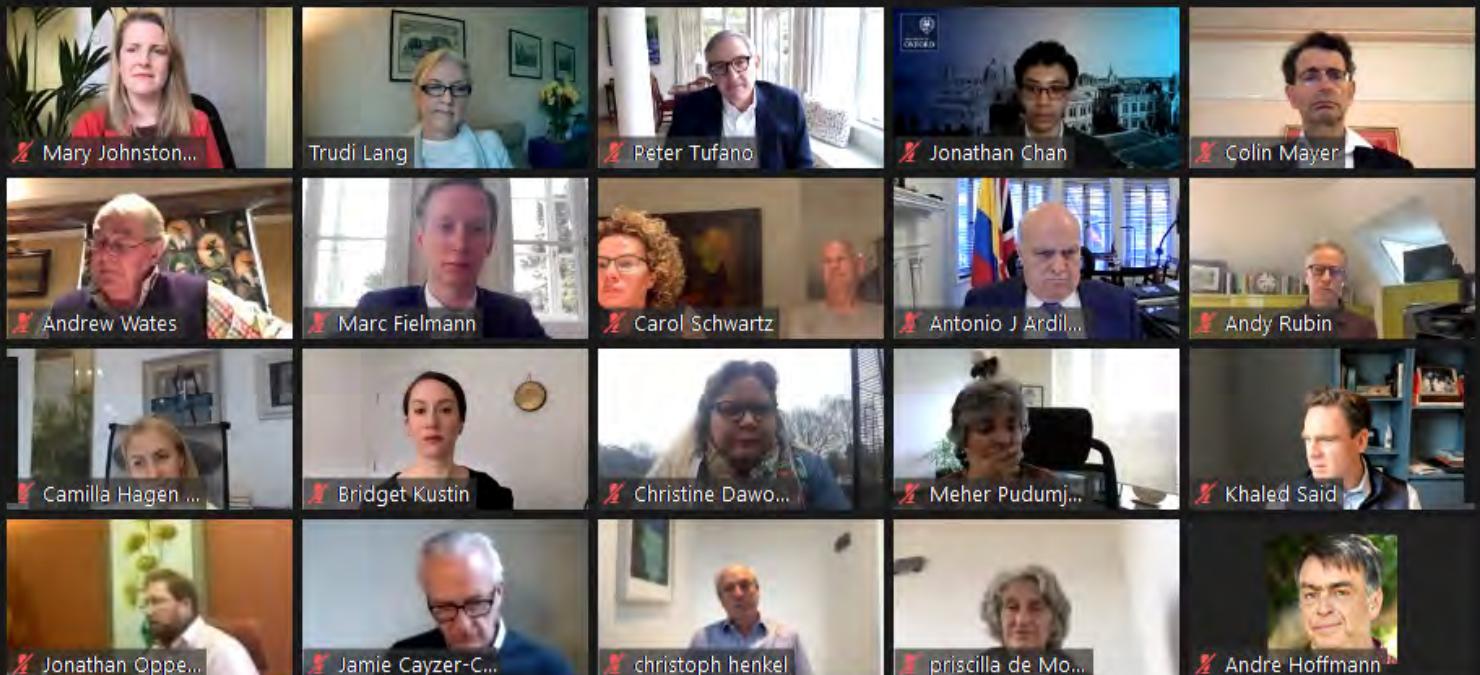 OXFORD
Mary Johnston...
Trudi Lang
Peter Tufano
Jonathan Chan
Colin Mayer
Andrew Wates
Marc Fielmann
Carol Schwartz
Antonio J Ardil...
Andy Rubin
Camilla Hagen ...
Bridget Kustin
Christine Dawo...
Meher Pudumj...
Khaled Said
Jonathan Oppe...
Jamie Cayzer-C...
christoph henkel
priscilla de Mo...
Andre Hoffmann